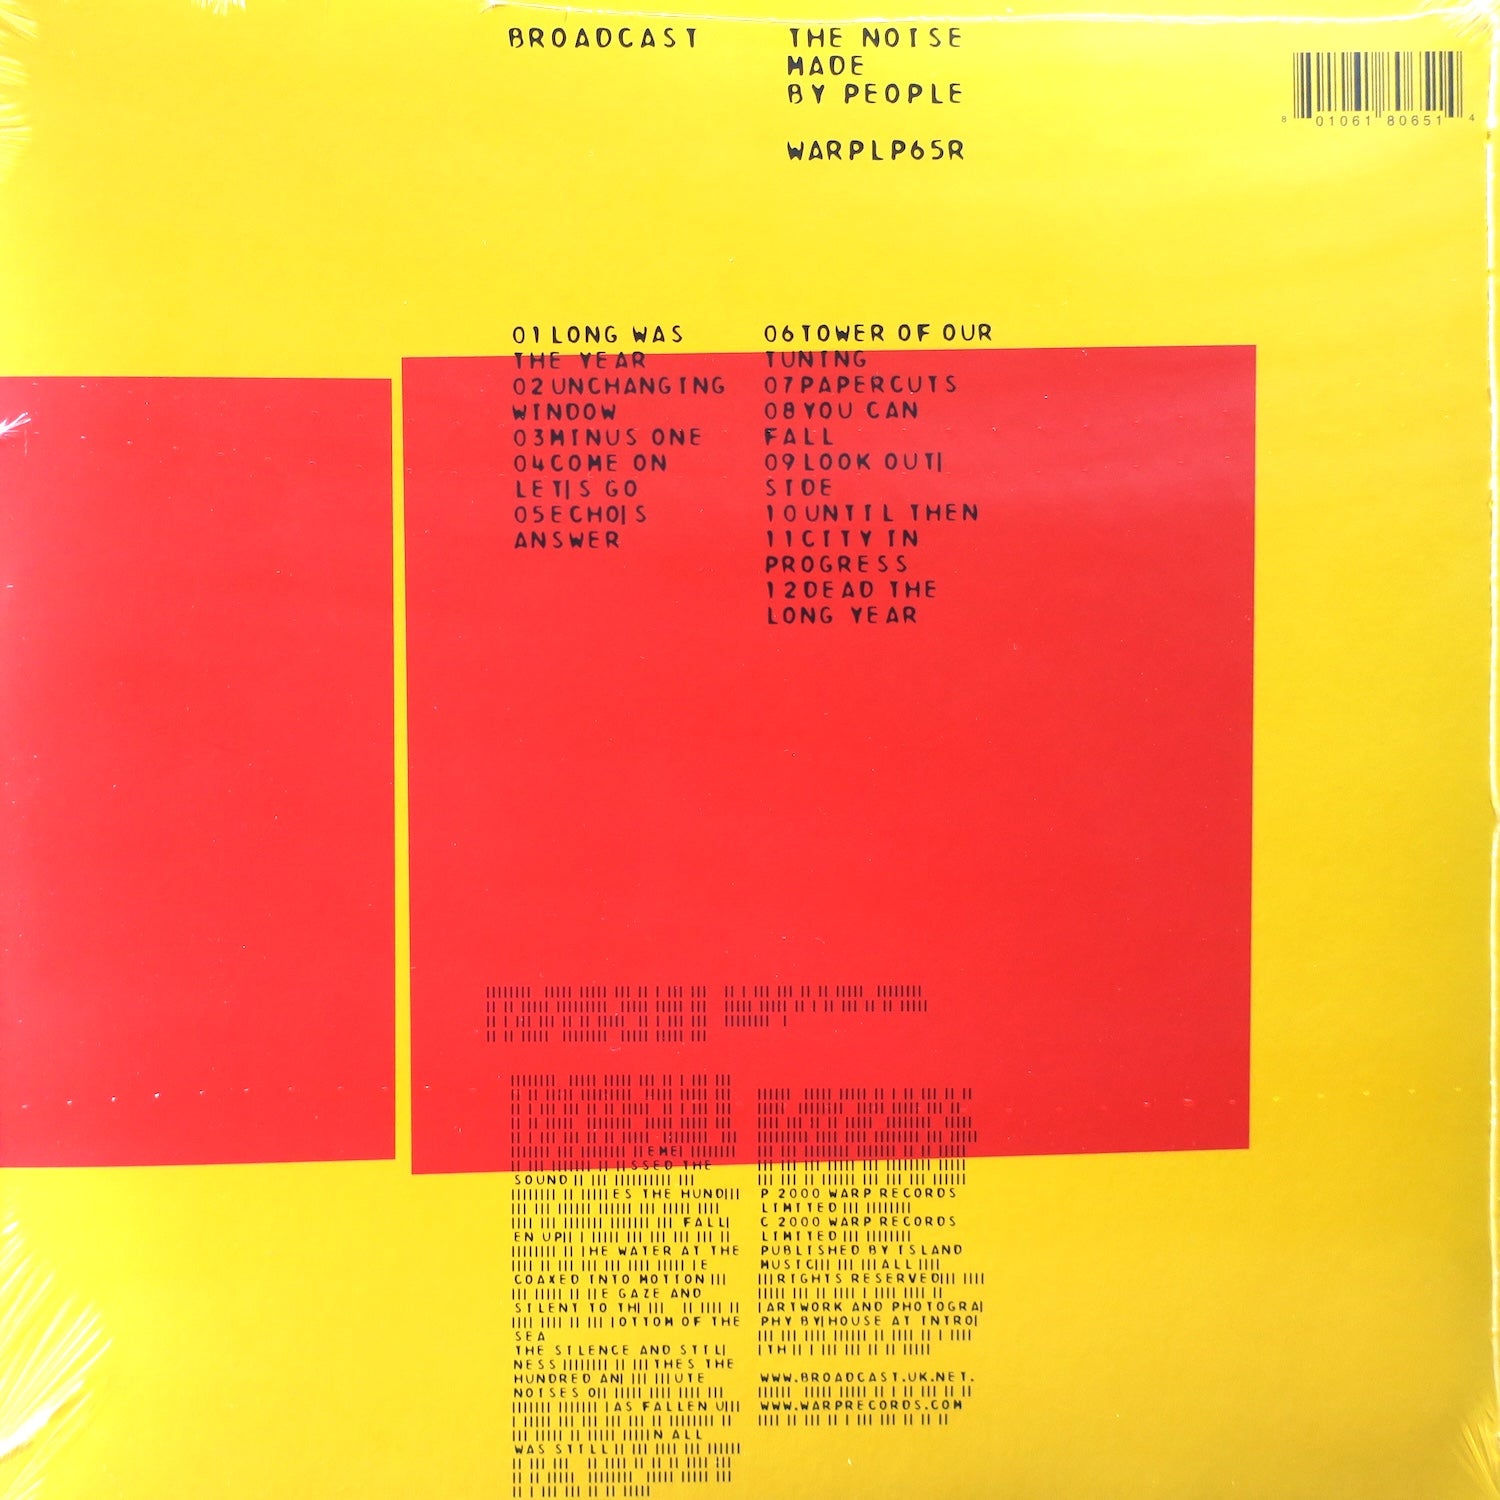 BROADCAST
THE NOISE
MADE
BY PEOPLE
WARPLP65R
8 01061 80651 4
01 LONG WAS
THE YEAR
02 UNCHANGING
WINDOW
03 MINUS ONE
04 COME ON
LET|S GO
05 ECHO|S
ANSWER
06 TOWER OF OUR
TUNING
07 PAPERCUTS
08 YOU CAN
FALL
09 LOOK OUT|
SIDE
10 UNTIL THEN
11 CITY IN
PROGRESS
12 DEAD THE
LONG YEAR
SSED THE
SOUND
ES THE HUND
FALL
EN UP
HE WATER AT THE
E
COAXED INTO MOTION
E GAZE AND
SILENT TO TH
OTTOM OF THE
SEA
THE SILENCE AND STIL
NESS THES THE
HUNDRED AN UTE
NOISES O
AS FALLEN U
N ALL
WAS STILL
P 2000 WARP RECORDS
LIMITED
C 2000 WARP RECORDS
LIMITED
PUBLISHED BY ISLAND
MUSIC ALL
RIGHTS RESERVED
ARTWORK AND PHOTOGRA
PHY BY HOUSE AT INTRO
WWW.BROADCAST.UK.NET.
WWW.WARPRECORDS.COM